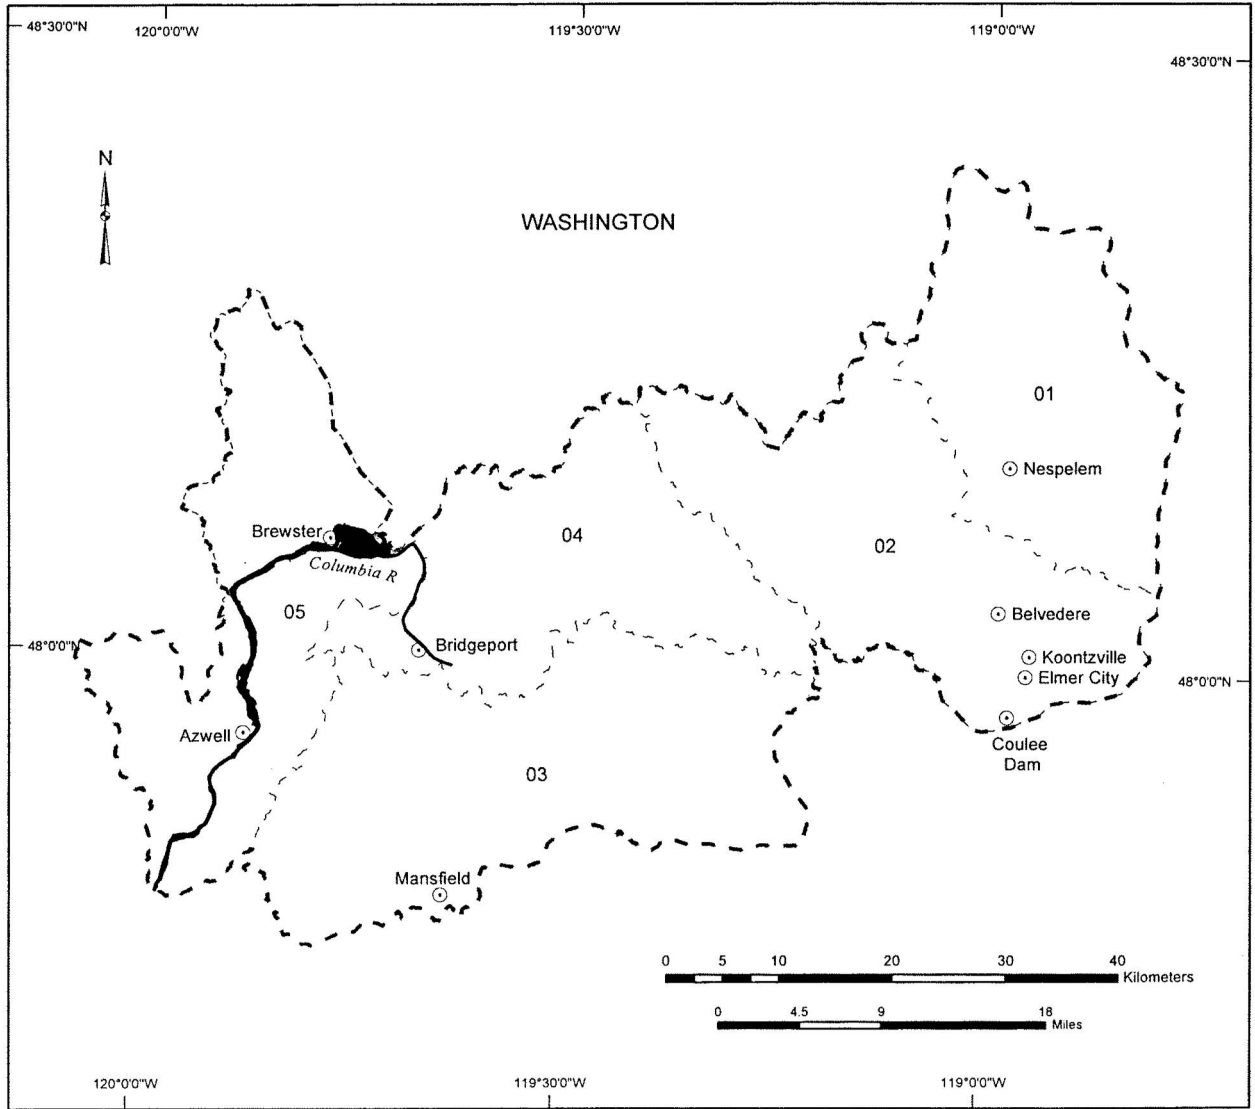 48°30'0"N
120°0'0"W
119°30'0"W
119°0'0"W
48°30'0"N
N
WASHINGTON
01
Nespelem
Brewster
04
02
Columbia R
05
Belvedere
48°0'0"N
Bridgeport
Koontzville
Elmer City
48°0'0"N
Azwell
Coulee
Dam
03
Mansfield
0 5 10 20 30 40
Kilometers
0 4.5 9 18
Miles
120°0'0"W
119°30'0"W
119°0'0"W